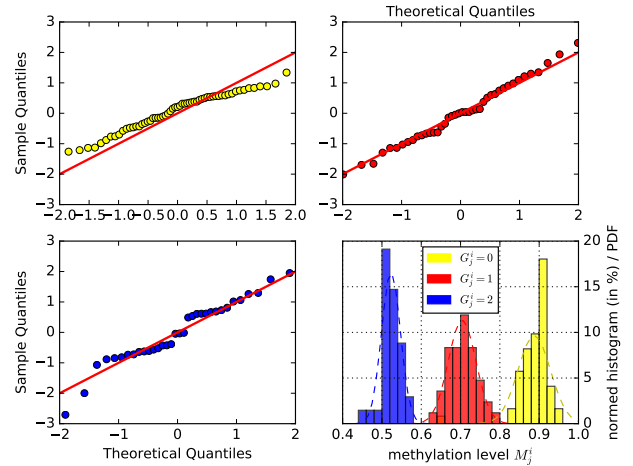 Theoretical Quantiles
3
2
1
0
−1
−2
−3
Sample Quantiles
−2.0 −1.5 −1.0 −0.5 0.0 0.5 1.0 1.5 2.0
3
2
1
0
−1
−2
−3
−2 −1 0 1 2
3
2
1
0
−1
−2
−3
Sample Quantiles
−2 −1 0 1 2
Theoretical Quantiles
G_j^i=0
G_j^i=1
G_j^i=2
20
15
10
5
0
normed histogram (in %) / PDF
0.4 0.5 0.6 0.7 0.8 0.9 1.0
methylation level M_j^i